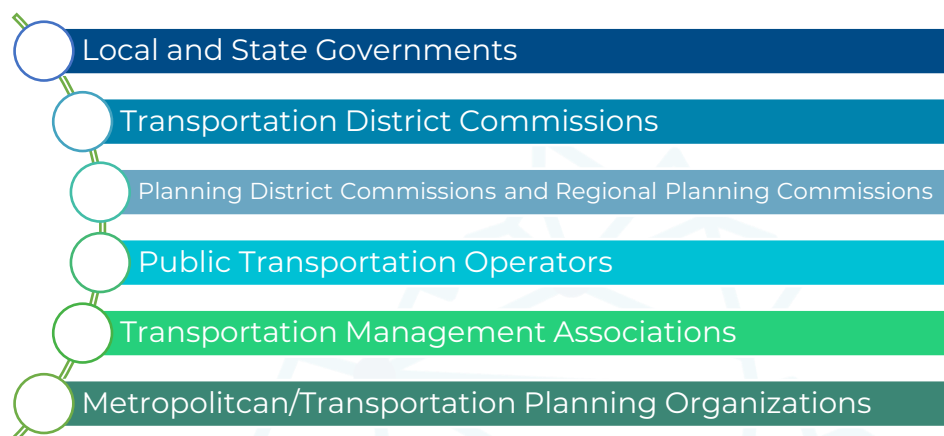 Local and State Governments
Transportation District Commissions
Planning District Commissions and Regional Planning Commissions
Public Transportation Operators
Transportation Management Associations
Metropolitcan/Transportation Planning Organizations